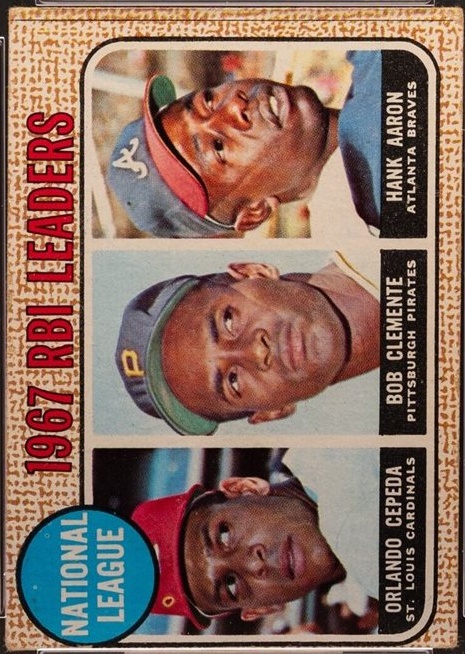 1967 RBI LEADERS
NATIONAL
LEAGUE
ORLANDO CEPEDA
ST. LOUIS CARDINALS
BOB CLEMENTE
PITTSBURGH PIRATES
HANK AARON
ATLANTA BRAVES
P
A